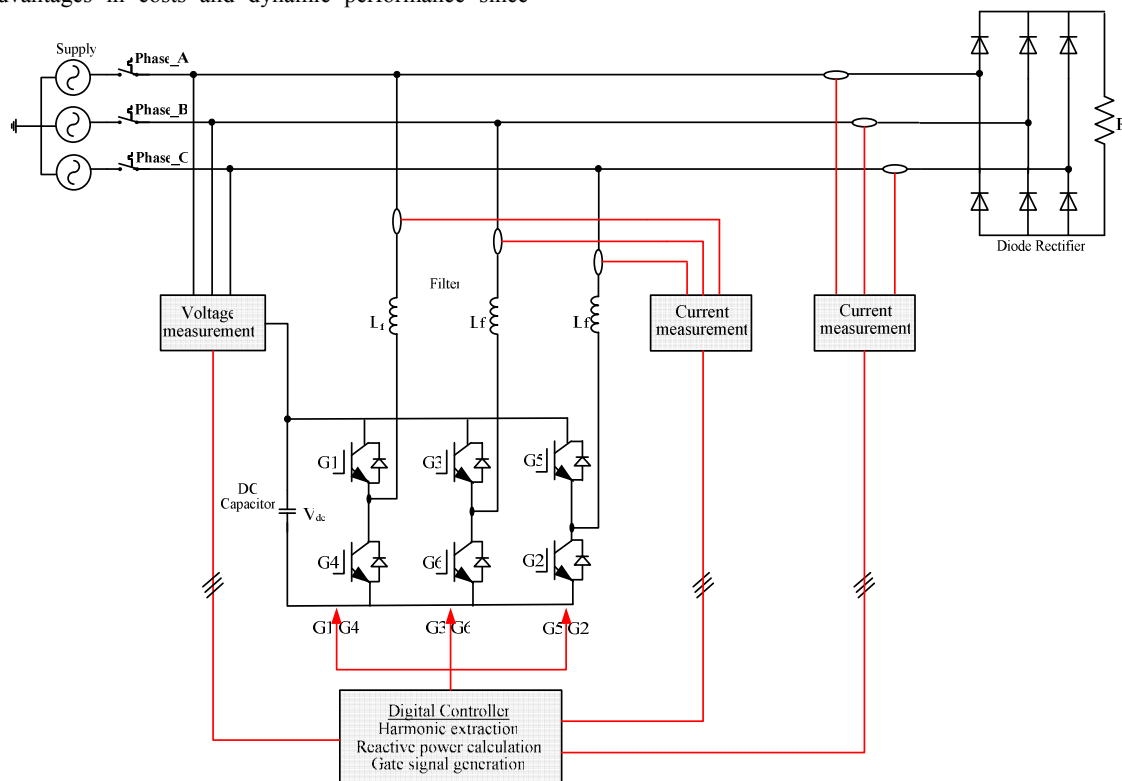 avantages in costs and dynamic performance since
Supply
Phase_A
Phase_B
Phase_C
Diode Rectifier
Filter
Voltage
measurement
Lf
Lf
Lf
Current
measurement
Current
measurement
G1
G3
G5
DC
Capacitor
Vdc
G4
G6
G2
G1 G4
G3 G6
G5 G2
Digital Controller
Harmonic extraction
Reactive power calculation
Gate signal generation